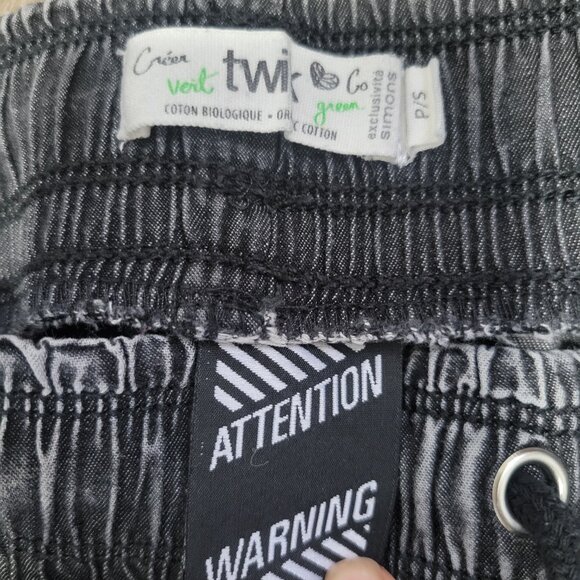 Créer twik Go
vert green
COTON BIOLOGIQUE • OR C COTTON
exclusivité
simons
P/S
ATTENTION
WARNING